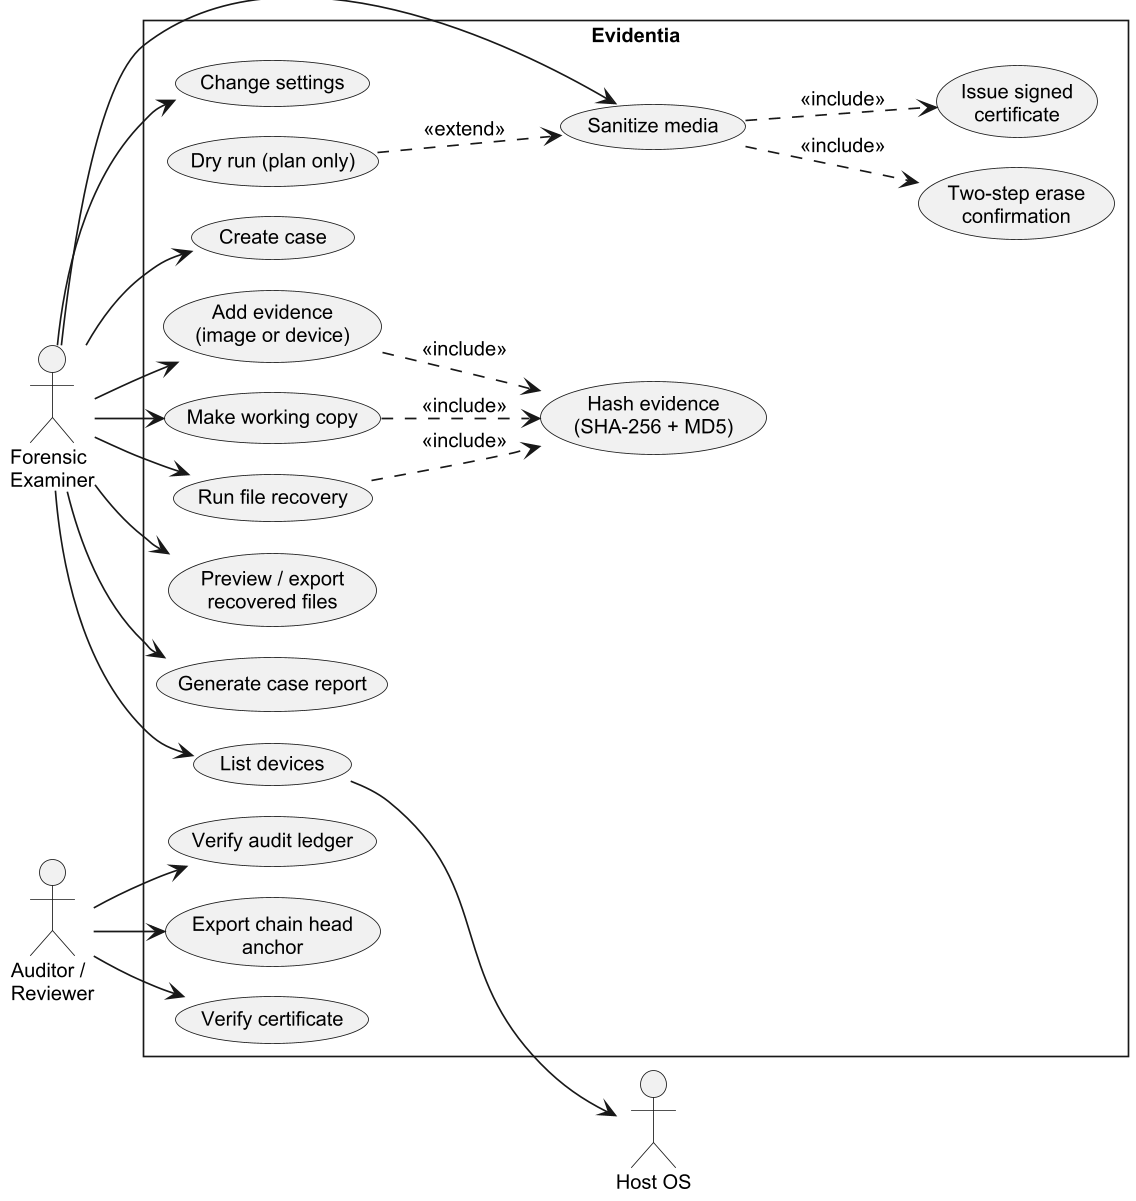 Evidentia
Change settings
Dry run (plan only)
«extend»
Sanitize media
«include»
Issue signed
certificate
«include»
Two-step erase
confirmation
Create case
Add evidence
(image or device)
«include»
Make working copy
«include»
Hash evidence
(SHA-256 + MD5)
«include»
Run file recovery
Forensic
Examiner
Preview / export
recovered files
Generate case report
List devices
Verify audit ledger
Export chain head
anchor
Auditor /
Reviewer
Verify certificate
Host OS